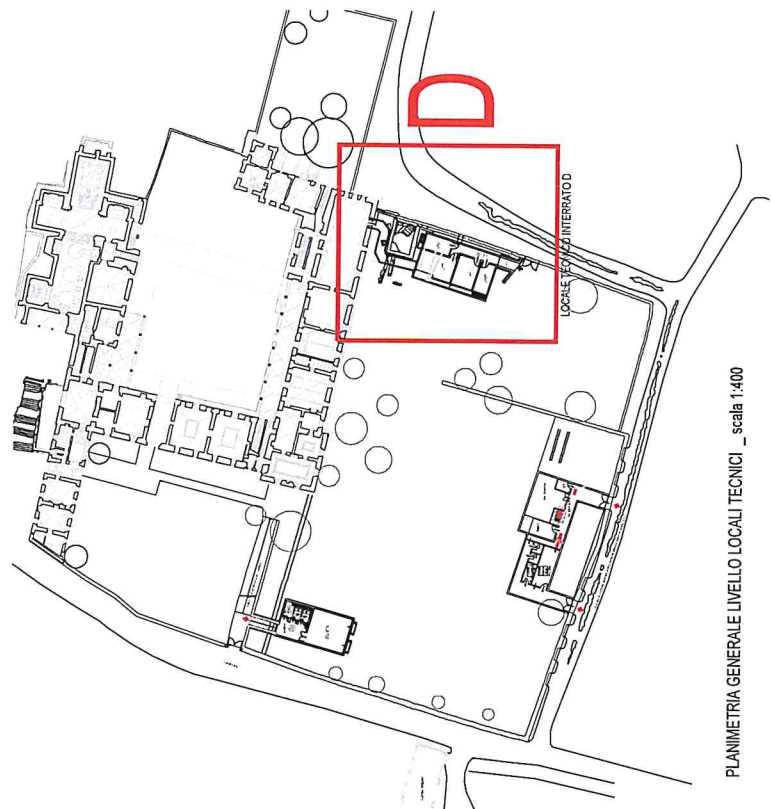 D
LOCALE TECNICO INTERRATO D
PLANIMETRIA GENERALE LIVELLO LOCALI TECNICI _ scala 1:400